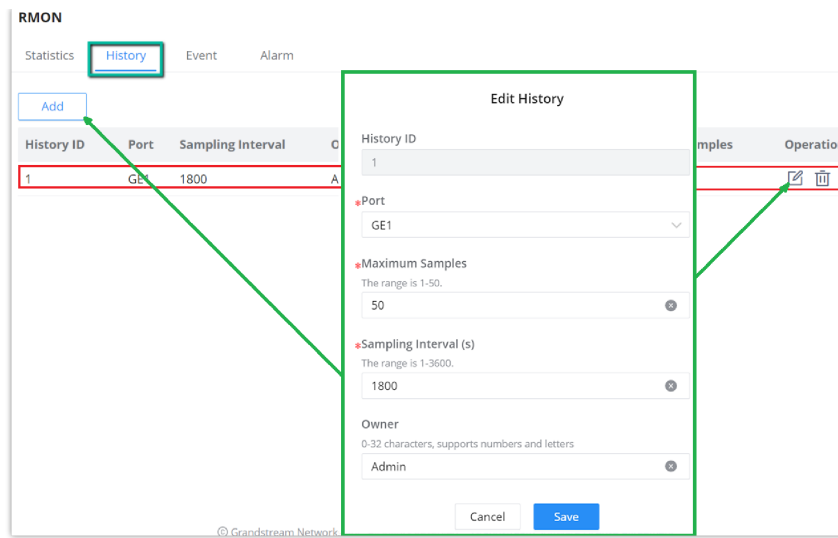 RMON
Statistics History Event Alarm
Add
History ID Port Sampling Interval
1 GE1 1800
Edit History
History ID
1
*Port
GE1
*Maximum Samples
The range is 1-50.
50
*Sampling Interval (s)
The range is 1-3600.
1800
Owner
0-32 characters, supports numbers and letters
Admin
Cancel Save
mples Operatio
© Grandstream Network